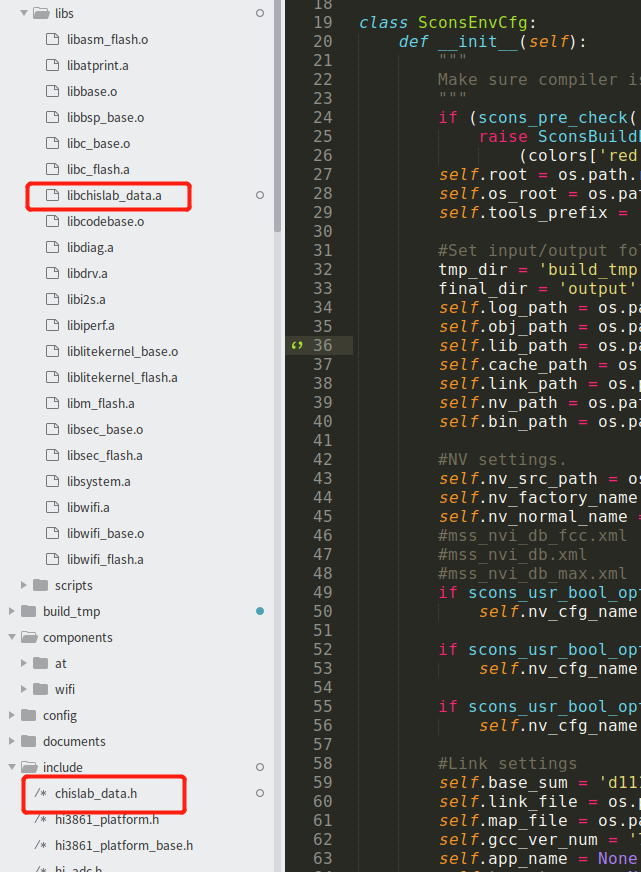 libs
libasm_flash.o
libatprint.a
libbase.o
libbsp_base.o
libc_base.o
libc_flash.a
libchislab_data.a
libcodebase.o
libdiag.a
libdrv.a
libi2s.a
libiperf.a
liblitekernel_base.o
liblitekernel_flash.a
libm_flash.a
libsec_base.o
libsec_flash.a
libsystem.a
libwifi.a
libwifi_base.o
libwifi_flash.a
scripts
build_tmp
components
at
wifi
config
documents
include
/* chislab_data.h
/* hi3861_platform.h
/* hi3861_platform_base.h
/* hi_adc.h
18
19 class SconsEnvCfg:
20 def __init__(self):
21 """
22 Make sure compiler is
23 """
24 if (scons_pre_check(
25 raise SconsBuild
26 (colors['red
27 self.root = os.path.
28 self.os_root = os.pat
29 self.tools_prefix =
30
31 #Set input/output fol
32 tmp_dir = 'build_tmp
33 final_dir = 'output'
34 self.log_path = os.pa
35 self.obj_path = os.pa
36 self.lib_path = os.pa
37 self.cache_path = os
38 self.link_path = os.p
39 self.nv_path = os.pat
40 self.bin_path = os.pa
41
42 #NV settings.
43 self.nv_src_path = os
44 self.nv_factory_name
45 self.nv_normal_name =
46 #mss_nvi_db_fcc.xml
47 #mss_nvi_db.xml
48 #mss_nvi_db_max.xml
49 if scons_usr_bool_opt
50 self.nv_cfg_name
51
52 if scons_usr_bool_opt
53 self.nv_cfg_name
54
55 if scons_usr_bool_opt
56 self.nv_cfg_name
57
58 #Link settings
59 self.base_sum = 'd111
60 self.link_file = os.p
61 self.map_file = os.pa
62 self.gcc_ver_num = '
63 self.app_name = None